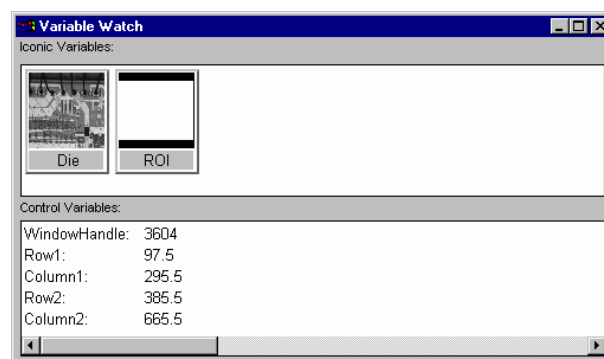 Variable Watch
Iconic Variables:
Die ROI
Control Variables:
WindowHandle: 3604
Row1: 97.5
Column1: 295.5
Row2: 385.5
Column2: 665.5